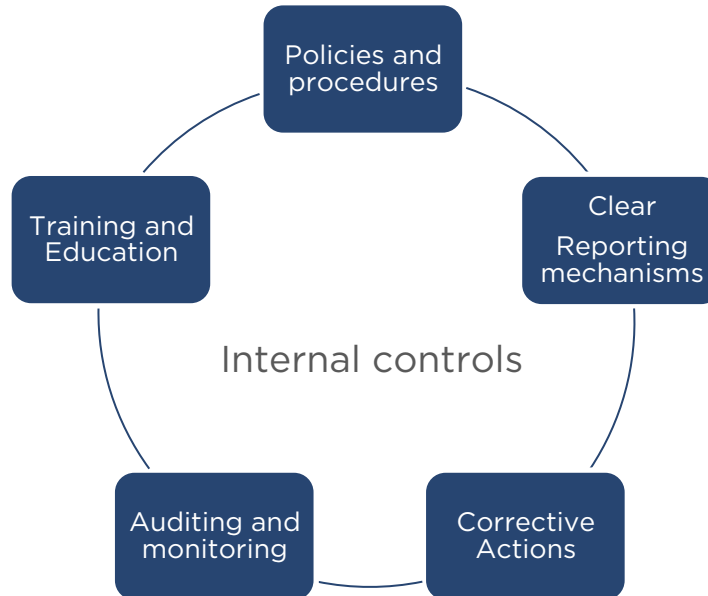 Policies and
procedures
Clear
Reporting
mechanisms
Training and
Education
Internal controls
Auditing and
monitoring
Corrective
Actions